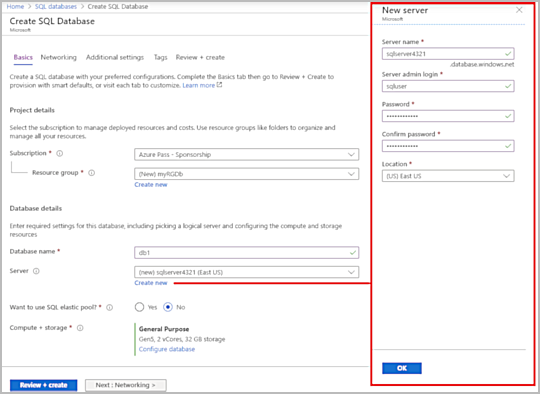 Home > SQL databases > Create SQL Database
Create SQL Database
Microsoft
Basics Networking Additional settings Tags Review + create
Create a SQL database with your preferred configurations. Complete the Basics tab then go to Review + Create to
provision with smart defaults, or visit each tab to customize. Learn more
Project details
Select the subscription to manage deployed resources and costs. Use resource groups like folders to organize and
manage all your resources.
Subscription * Azure Pass - Sponsorship
Resource group * (New) myRGDb
Create new
Database details
Enter required settings for this database, including picking a logical server and configuring the compute and storage
resources
Database name * db1
Server (new) sqlserver4321 (East US)
Create new
Want to use SQL elastic pool? * Yes No
Compute + storage * General Purpose
Gen5, 2 vCores, 32 GB storage
Configure database
Review + create Next : Networking >
New server
Microsoft
Server name *
sqlserver4321
.database.windows.net
Server admin login *
sqluser
Password *
••••••••••••
Confirm password *
••••••••••••
Location *
(US) East US
OK